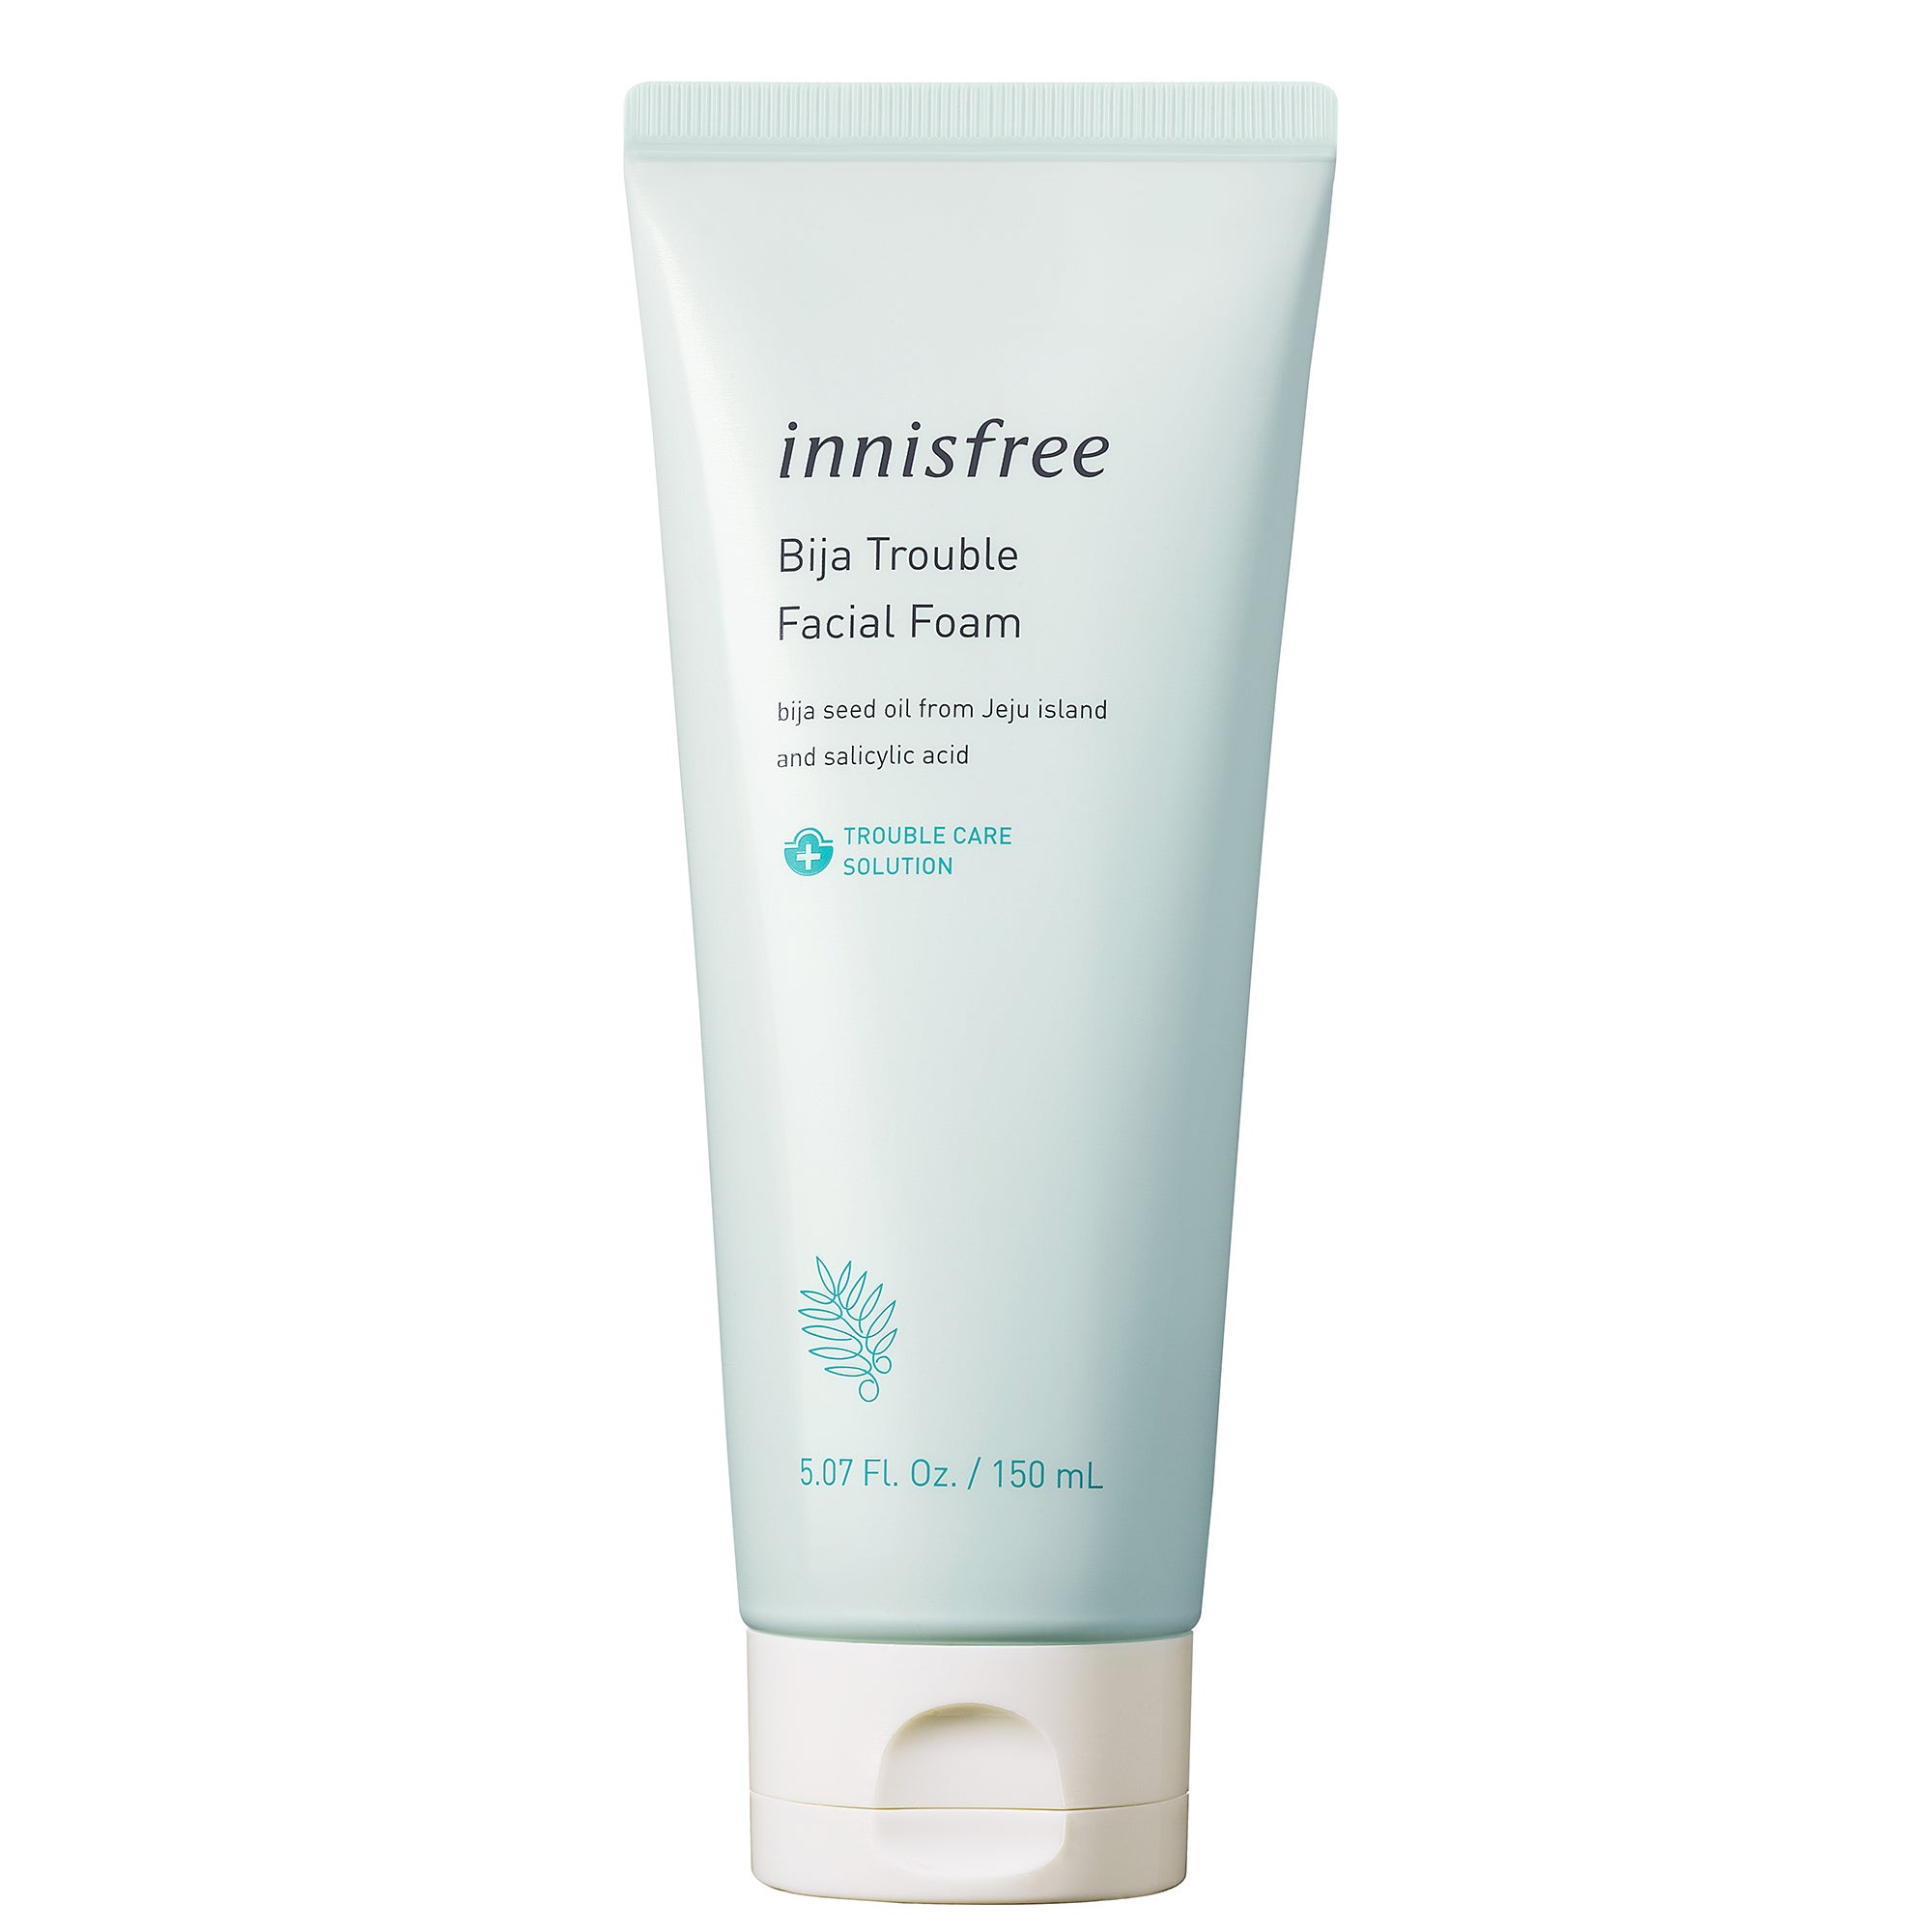 innisfree
Bija Trouble
Facial Foam
bija seed oil from Jeju island
and salicylic acid
TROUBLE CARE
SOLUTION
5.07 Fl. Oz. / 150 mL